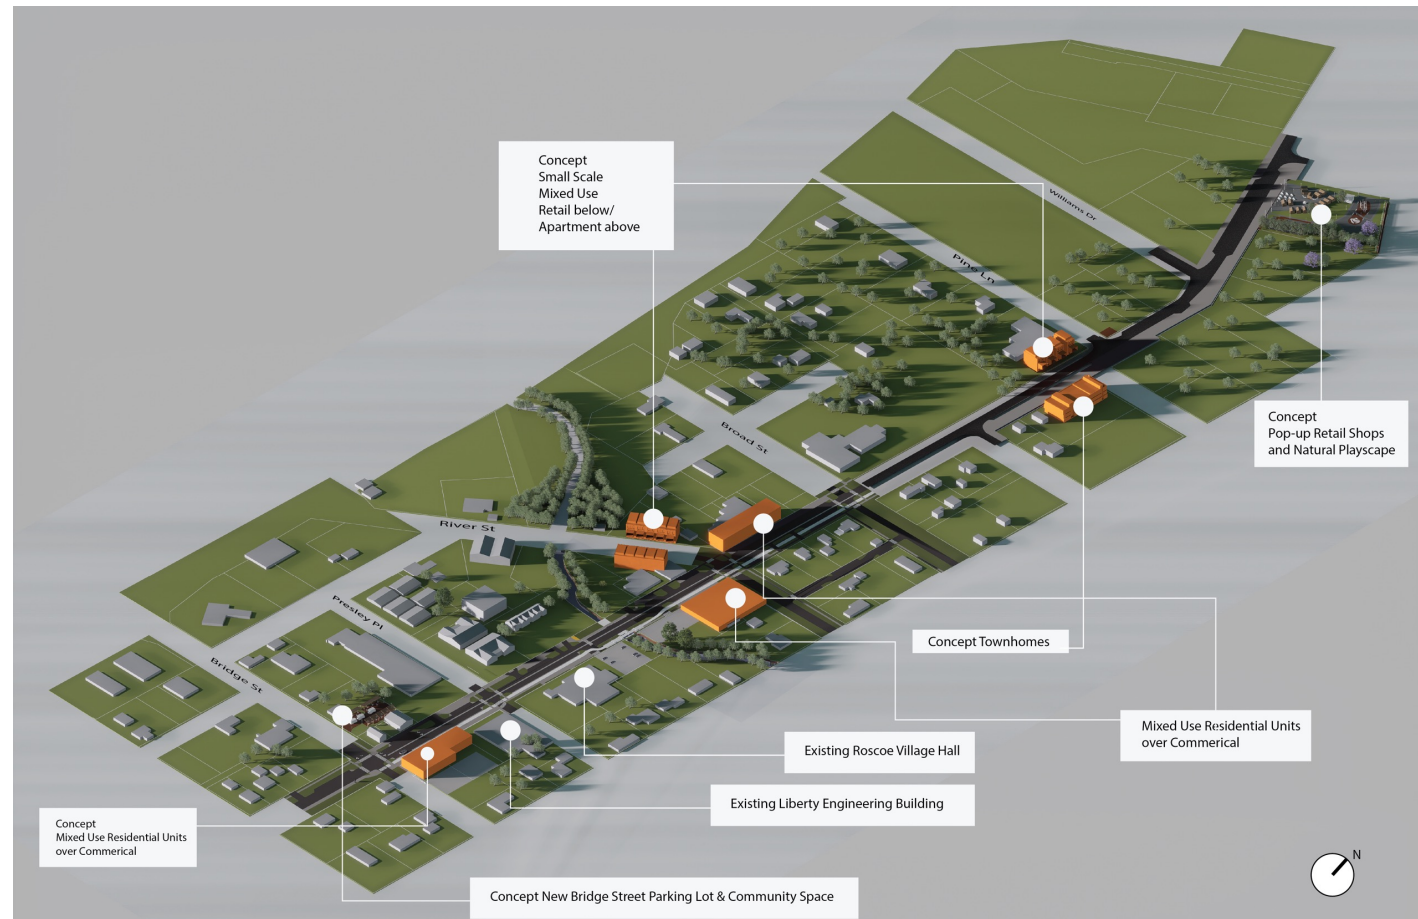 Concept
Small Scale
Mixed Use
Retail below/
Apartment above
Williams Dr
Pine Ln
Concept
Pop-up Retail Shops
and Natural Playscape
Broad St
River St
Presley Pl
Bridge St
Concept Townhomes
Mixed Use Residential Units
over Commerical
Existing Roscoe Village Hall
Existing Liberty Engineering Building
Concept
Mixed Use Residential Units
over Commerical
Concept New Bridge Street Parking Lot & Community Space
N